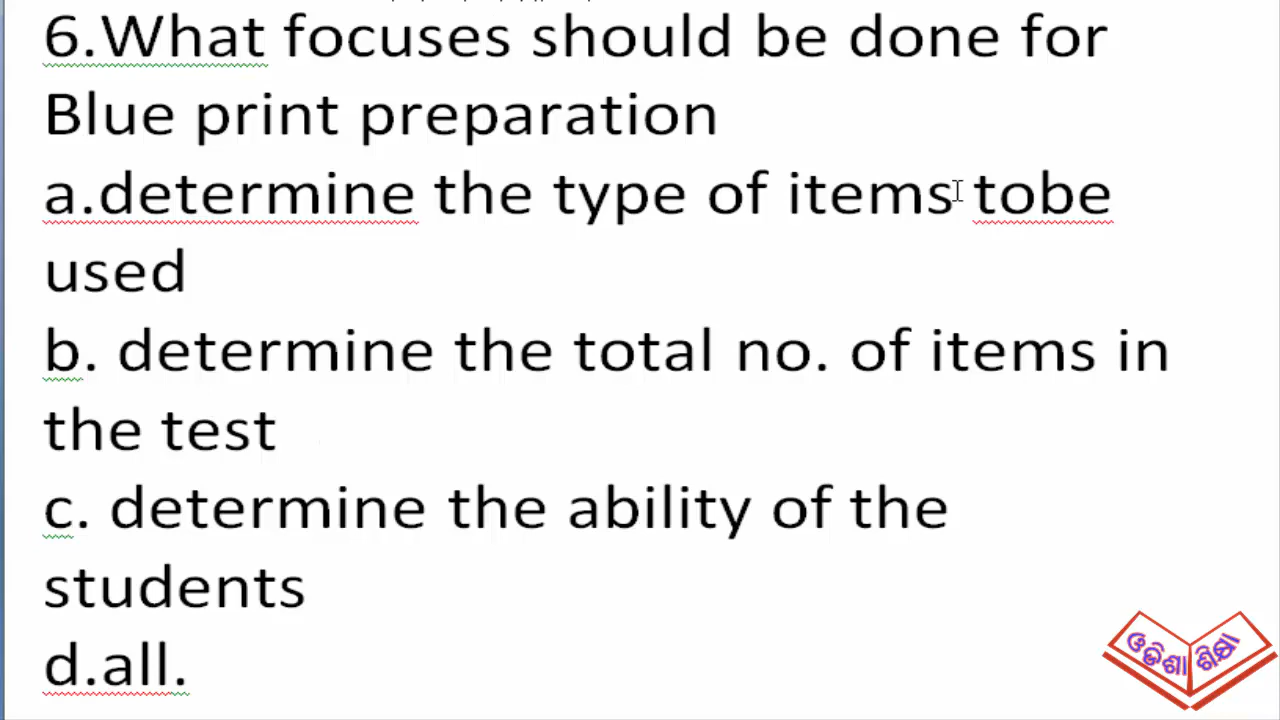 6.What focuses should be done for
Blue print preparation
a.determine the type of items tobe
used
b. determine the total no. of items in
the test
c. determine the ability of the
students
d.all.
ଓଡିଶା ଶିକ୍ଷା